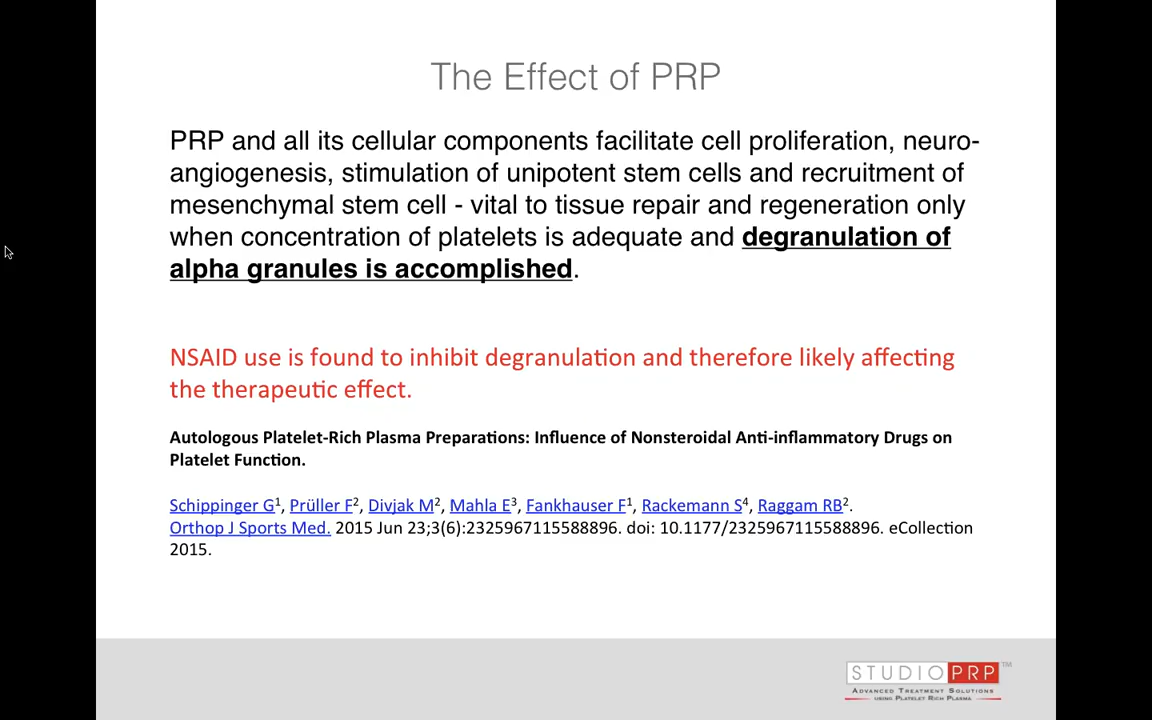 The Effect of PRP
PRP and all its cellular components facilitate cell proliferation, neuro-
angiogenesis, stimulation of unipotent stem cells and recruitment of
mesenchymal stem cell - vital to tissue repair and regeneration only
when concentration of platelets is adequate and degranulation of
alpha granules is accomplished.
NSAID use is found to inhibit degranulation and therefore likely affecting
the therapeutic effect.
Autologous Platelet-Rich Plasma Preparations: Influence of Nonsteroidal Anti-inflammatory Drugs on
Platelet Function.
Schippinger G1, Prüller F2, Divjak M2, Mahla E3, Fankhauser F1, Rackemann S4, Raggam RB2.
Orthop J Sports Med. 2015 Jun 23;3(6):2325967115588896. doi: 10.1177/2325967115588896. eCollection
2015.
STUDIO PRP ™
ADVANCED TREATMENT SOLUTIONS
USING PLATELET RICH PLASMA